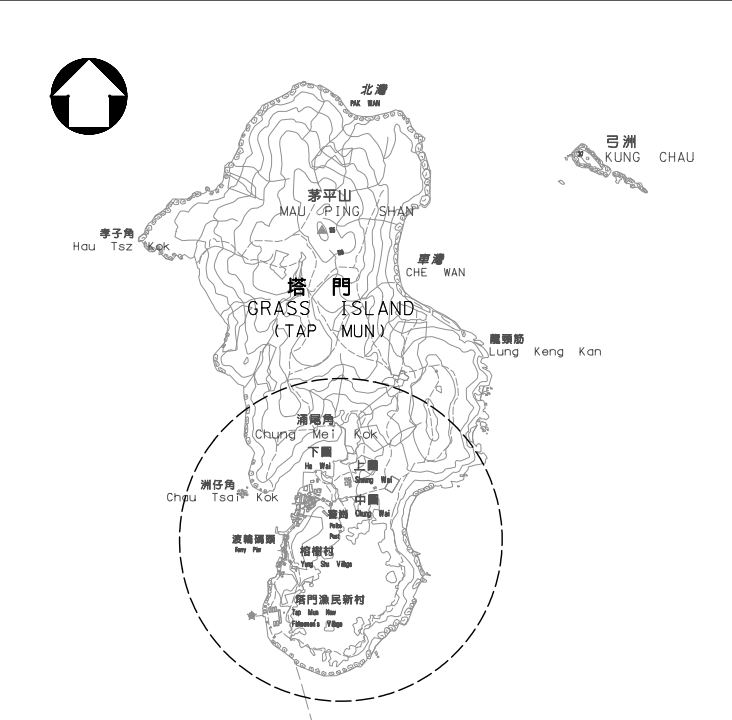 北灣
PAK WAN
弓洲
KUNG CHAU
茅平山
MAU PING SHAN
孝子角
Hau Tsz Kok
車灣
CHE WAN
塔門
GRASS ISLAND
(TAP MUN)
龍頸筋
Lung Keng Kan
涌尾角
Chung Mei Kok
下圍
Ha Wai
上圍
Sheung Wai
洲仔角
Chau Tsai Kok
中圍
Chung Wai
警崗
Police
Post
渡輪碼頭
Ferry Pier
榕樹村
Yung Shu Village
塔門漁民新村
Tap Mun New
Fishermen's Village